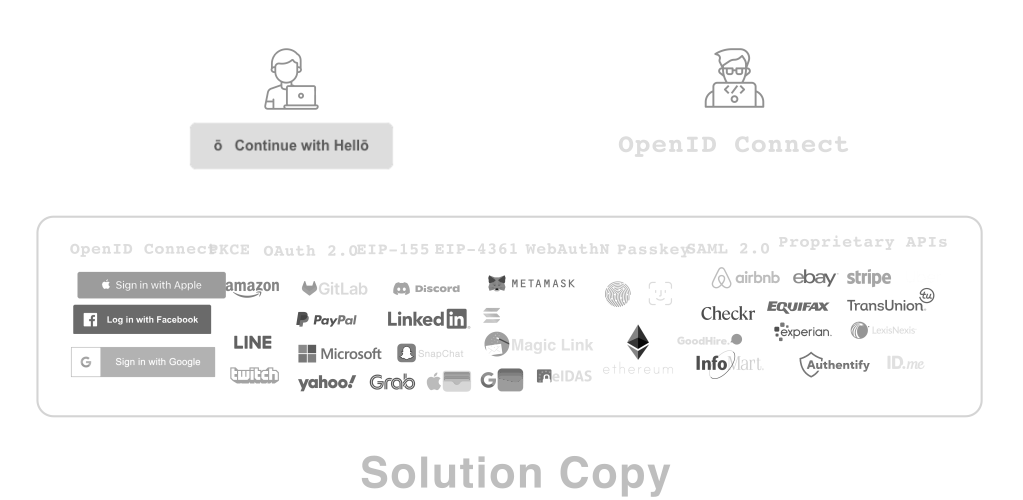 ō Continue with Hellō
OpenID Connect
OpenID Connect PKCE OAuth 2.0 EIP-155 EIP-4361 WebAuthN Passkey SAML 2.0 Proprietary APIs
Sign in with Apple
Log in with Facebook
G Sign in with Google
amazon
LINE
twitch
GitLab
Discord
PayPal
LinkedIn
Microsoft
SnapChat
yahoo!
Grab
G
METAMASK
Magic Link
eIDAS
ethereum
airbnb
ebay
stripe
Checkr
EQUIFAX
TransUnion
tu
GoodHire.
experian.
LexisNexis
InfoMart
Authentify
ID.me
Solution Copy